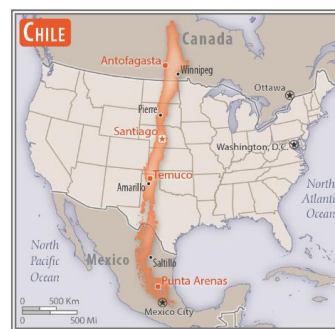 CHILE
Canada
Antofagasta
Winnipeg
Ottawa
Pierre
Santiago
Washington, D.C.
Temuco
Amarillo
North
Atlantic
Ocean
North
Pacific
Ocean
Mexico
Saltillo
Punta Arenas
Mexico City
0 500 Km
0 500 Mi